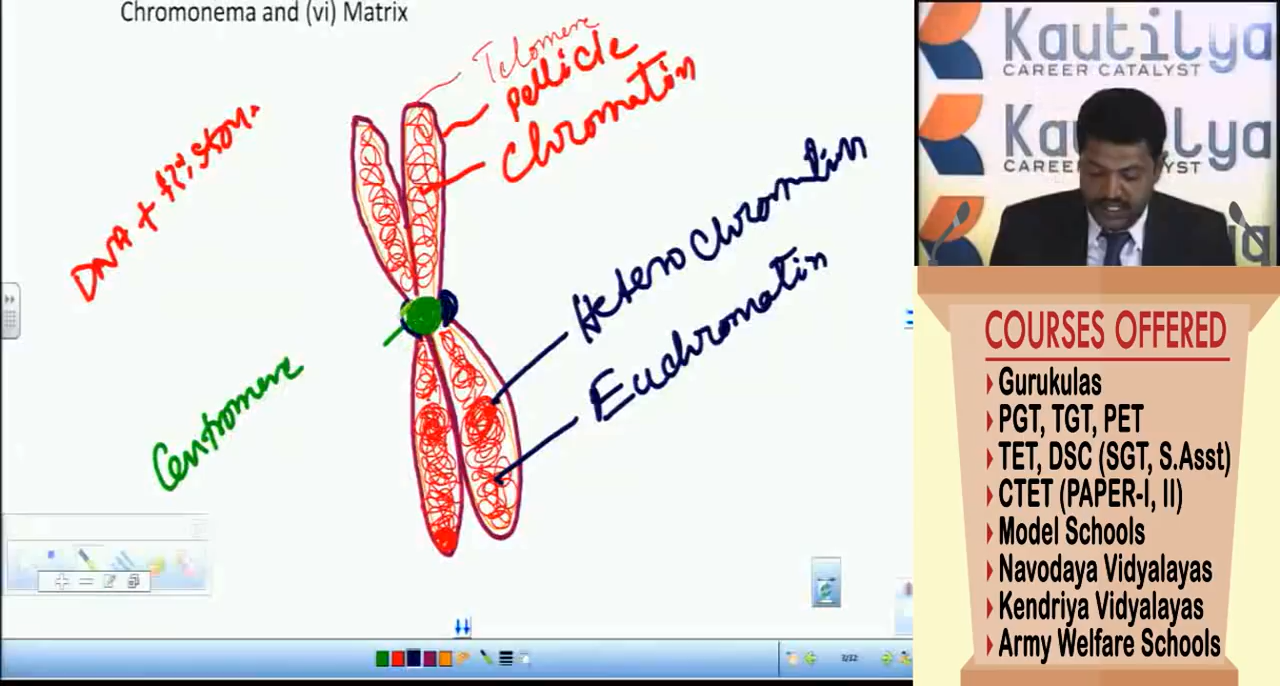 Chromonema and (vi) Matrix
Telomere
Pellicle
Chromatin
DNA +
HeteroChromatin
Euchromatin
Centromere
3/32
Kautilya
CAREER CATALYST
Kautilya
CAREER
COURSES OFFERED
Gurukulas
PGT, TGT, PET
TET, DSC (SGT, S.Asst)
CTET (PAPER-I, II)
Model Schools
Navodaya Vidyalayas
Kendriya Vidyalayas
Army Welfare Schools